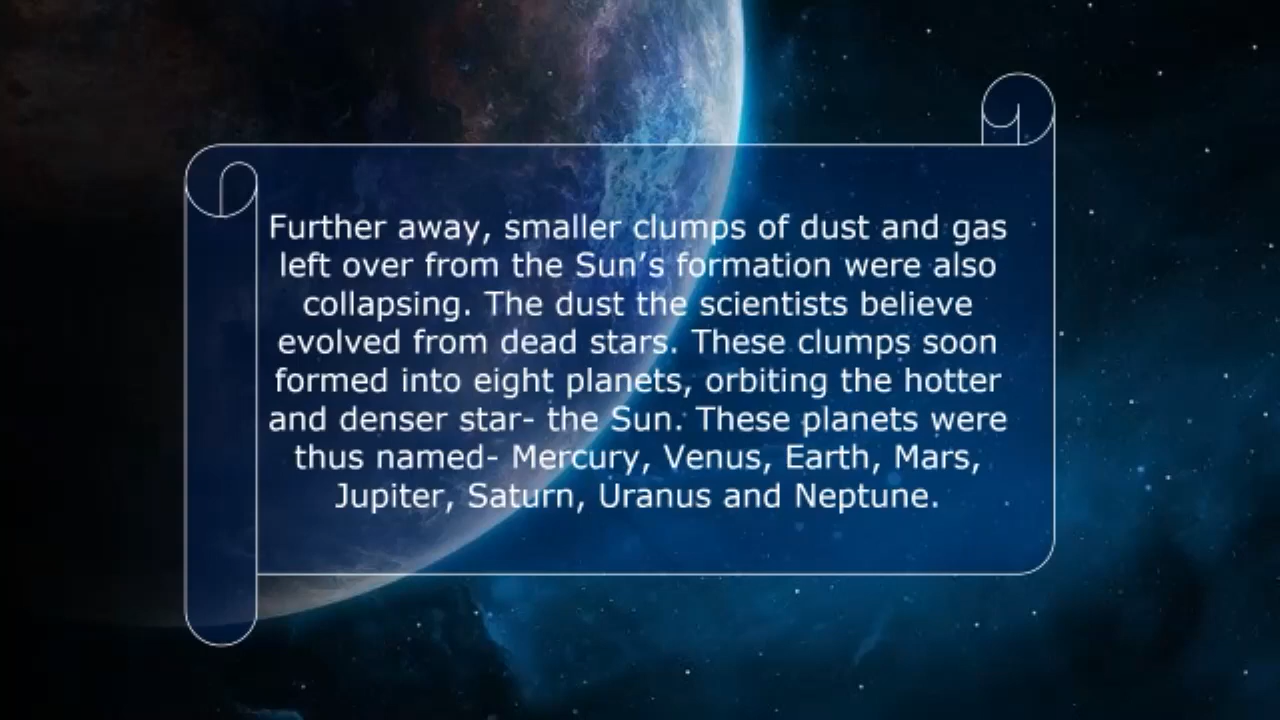 Further away, smaller clumps of dust and gas
left over from the Sun’s formation were also
collapsing. The dust the scientists believe
evolved from dead stars. These clumps soon
formed into eight planets, orbiting the hotter
and denser star- the Sun. These planets were
thus named- Mercury, Venus, Earth, Mars,
Jupiter, Saturn, Uranus and Neptune.